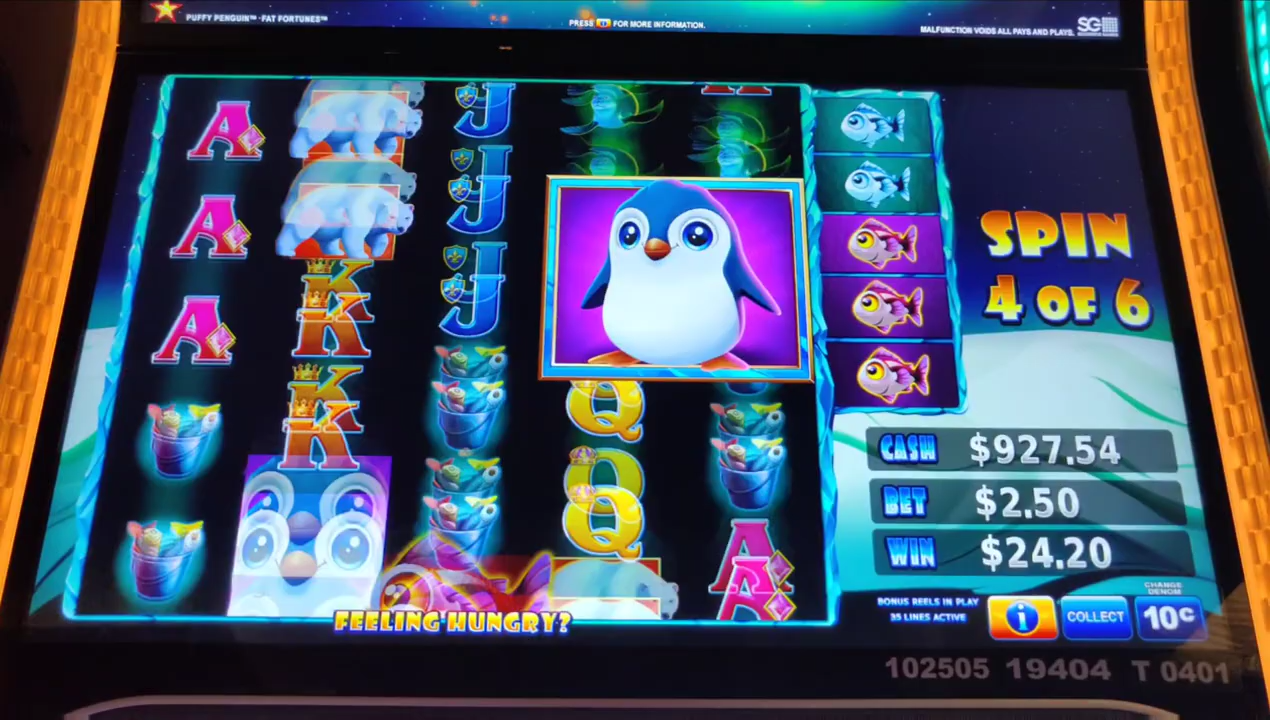 PUFFY PENGUIN™ - FAT FORTUNES™
PRESS i FOR MORE INFORMATION.
MALFUNCTION VOIDS ALL PAYS AND PLAYS.
SG
A
J
A
J
SPIN
4 OF 6
J
K
A
K
Q
CASH $927.54
Q
BET $2.50
A
WIN $24.20
FEELING HUNGRY?
BONUS REELS IN PLAY
35 LINES ACTIVE
i
COLLECT
CHANGE
DENOM
10¢
102505 19404 T 0401